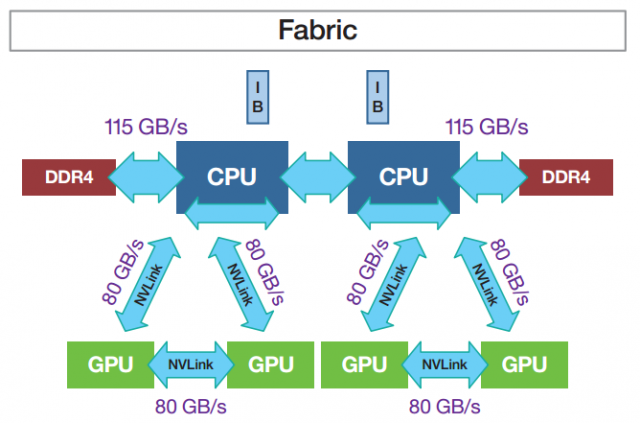 Fabric
I
B
I
B
115 GB/s
115 GB/s
DDR4
CPU
CPU
DDR4
80 GB/s
NVLink
80 GB/s
NVLink
80 GB/s
NVLink
80 GB/s
NVLink
GPU
NVLink
GPU
GPU
NVLink
GPU
80 GB/s
80 GB/s